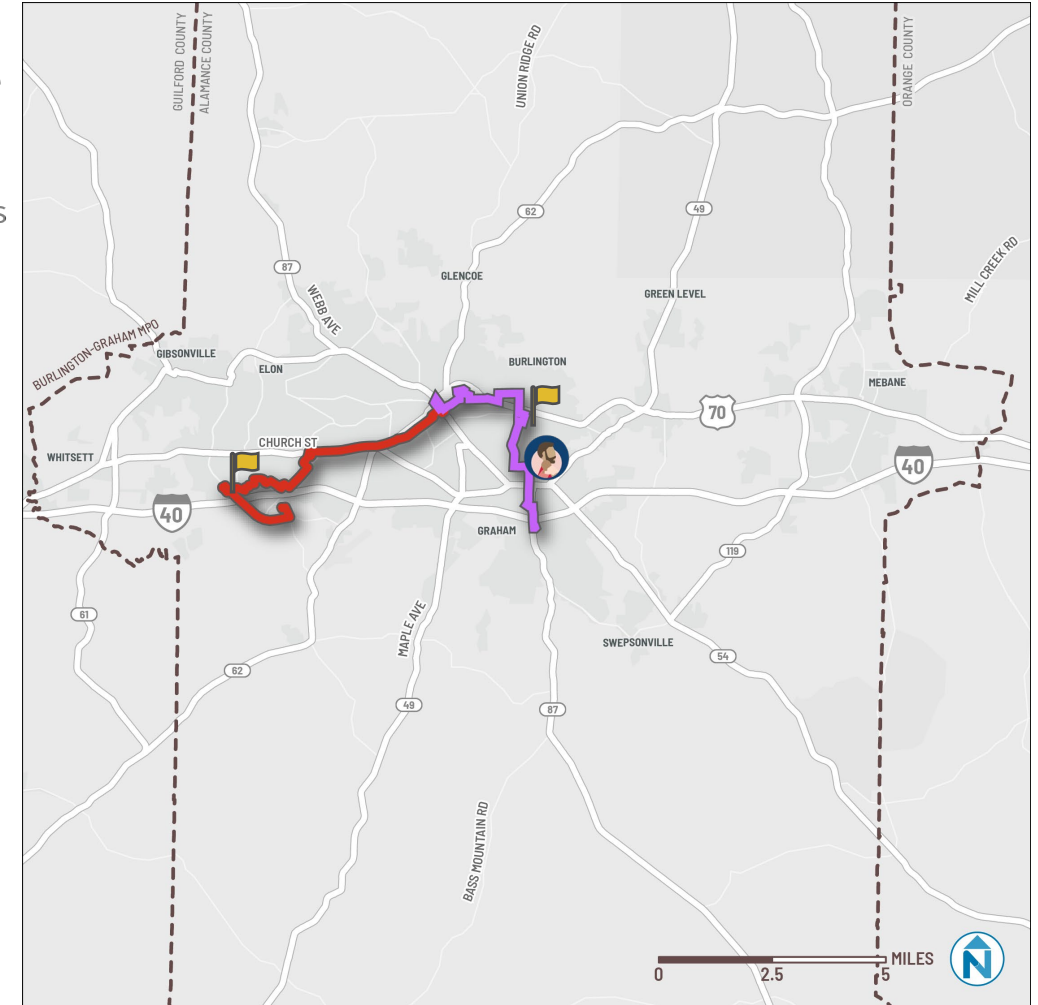 GUILFORD COUNTY
ALAMANCE COUNTY
UNION RIDGE RD
ORANGE COUNTY
S
62
49
87
GLENCOE
MILL CREEK RD
GREEN LEVEL
WEBB AVE
BURLINGTON-GRAHAM MPO
GIBSONVILLE
ELON
BURLINGTON
MEBANE
70
CHURCH ST
WHITSETT
40
40
GRAHAM
119
61
MAPLE AVE
SWEPSONVILLE
54
62
49
87
BASS MOUNTAIN RD
MILES
0 2.5 5
N